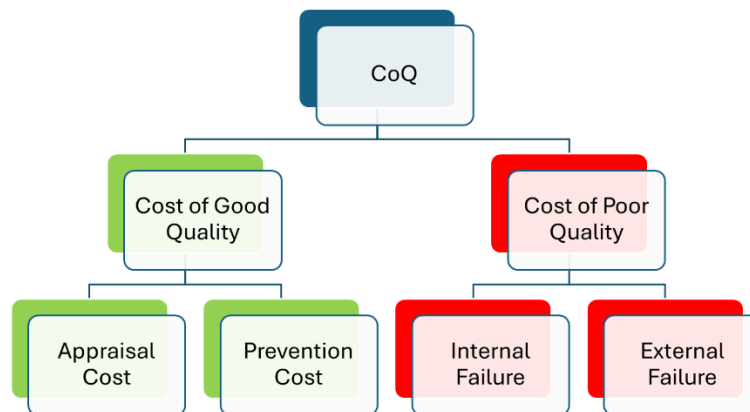 CoQ
Cost of Good
Quality
Cost of Poor
Quality
Appraisal
Cost
Prevention
Cost
Internal
Failure
External
Failure